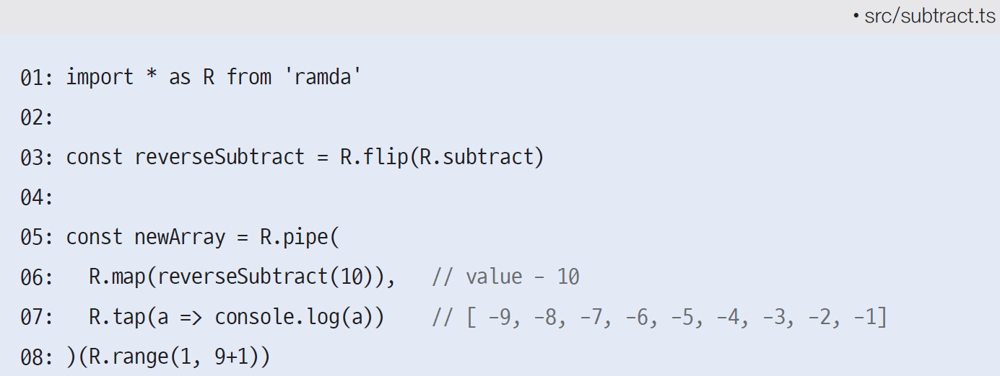 • src/subtract.ts
01: import * as R from 'ramda'
02:
03: const reverseSubtract = R.flip(R.subtract)
04:
05: const newArray = R.pipe(
06:   R.map(reverseSubtract(10)),   // value - 10
07:   R.tap(a => console.log(a))    // [ -9, -8, -7, -6, -5, -4, -3, -2, -1]
08: )(R.range(1, 9+1))